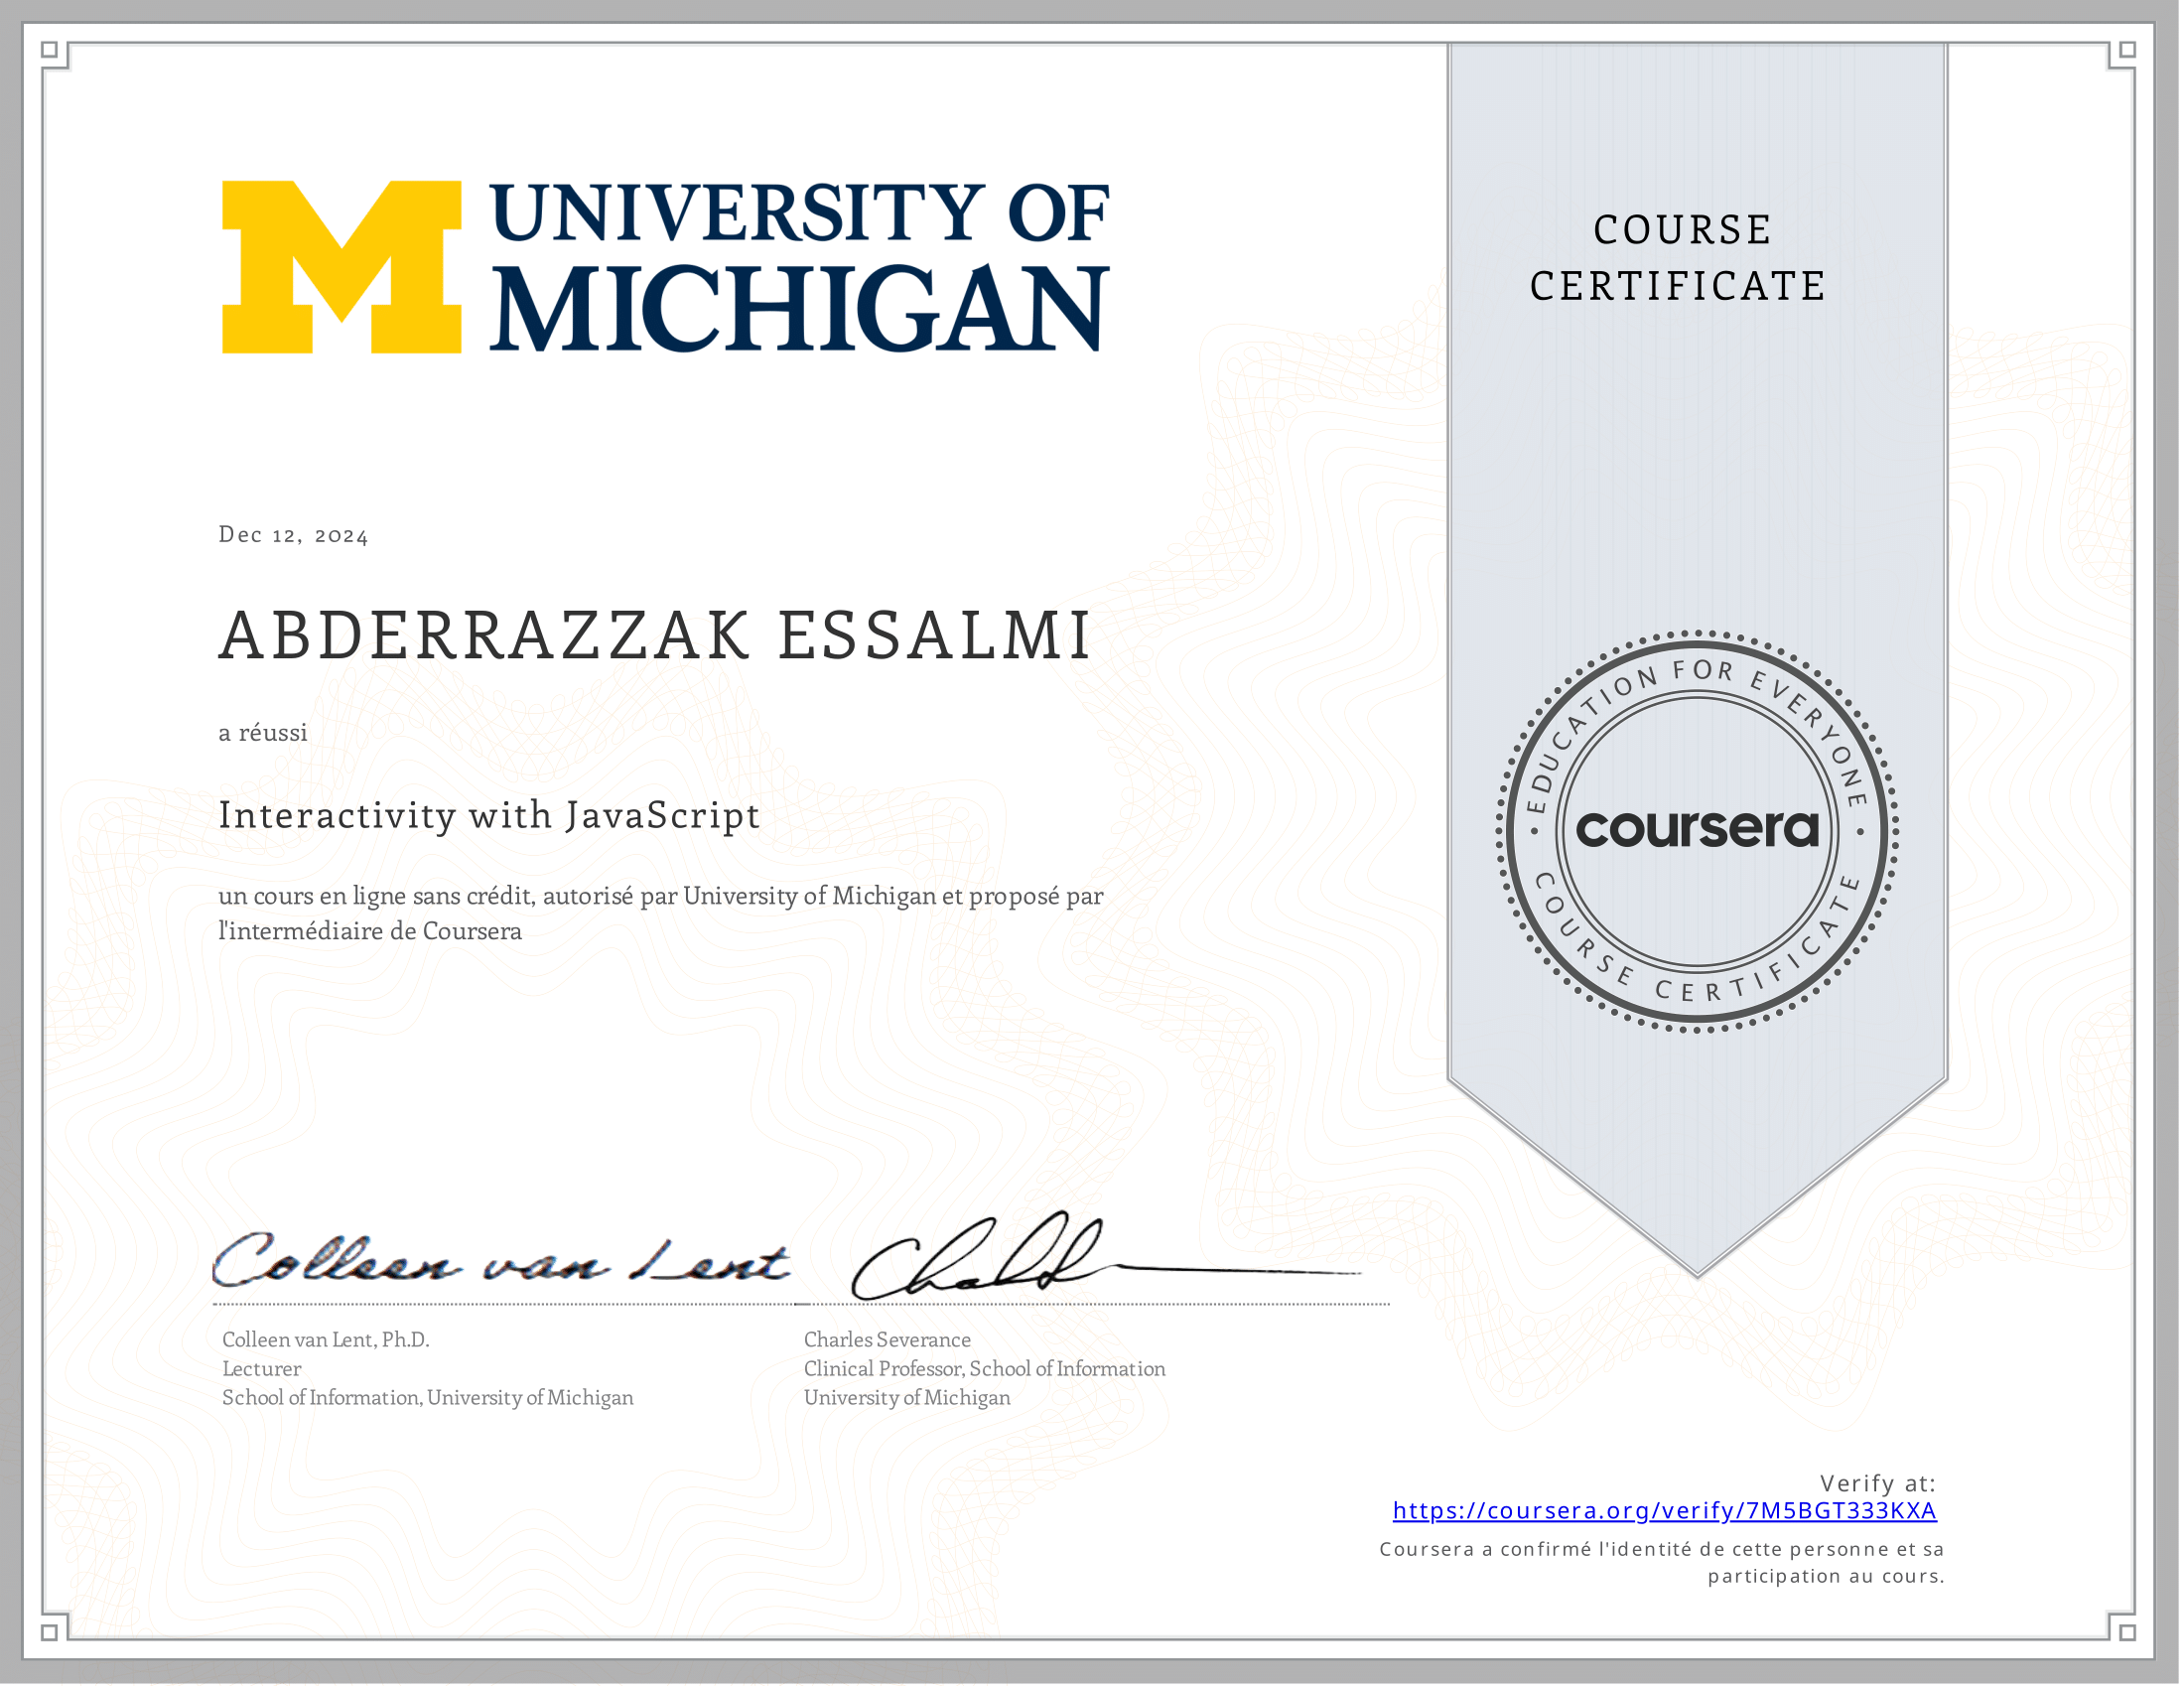 UNIVERSITY OF
MICHIGAN
COURSE
CERTIFICATE
Dec 12, 2024
ABDERRAZZAK ESSALMI
a réussi
Interactivity with JavaScript
un cours en ligne sans crédit, autorisé par University of Michigan et proposé par
l'intermédiaire de Coursera
EDUCATION FOR EVERYONE
coursera
COURSE CERTIFICATE
Colleen van Lent
Colleen van Lent, Ph.D.
Lecturer
School of Information, University of Michigan
Charles Severance
Clinical Professor, School of Information
University of Michigan
Verify at:
https://coursera.org/verify/7M5BGT333KXA
Coursera a confirmé l'identité de cette personne et sa
participation au cours.